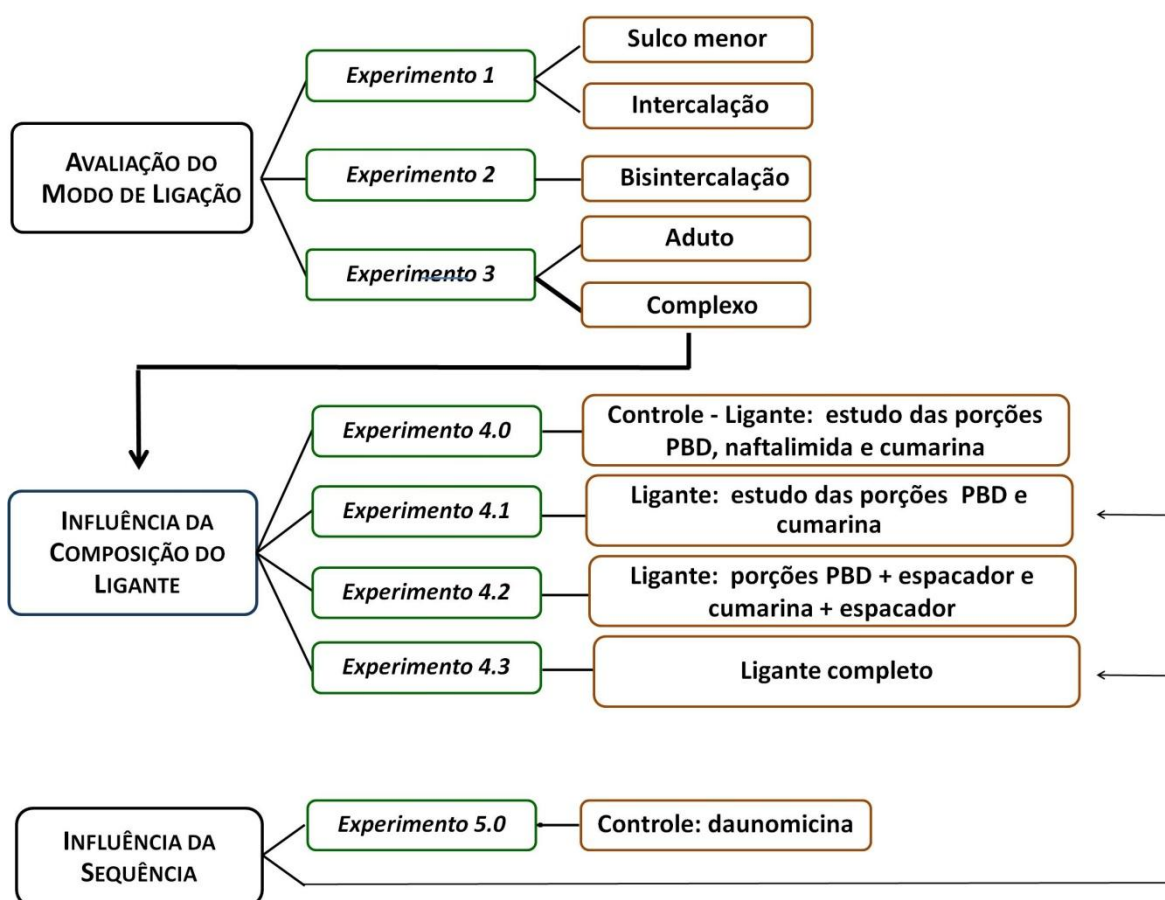 Sulco menor
Experimento 1
Intercalação
AVALIAÇÃO DO
MODO DE LIGAÇÃO
Experimento 2
Bisintercalação
Aduto
Experimento 3
Complexo
Experimento 4.0
Controle - Ligante: estudo das porções
PBD, naftalimida e cumarina
INFLUÊNCIA DA
COMPOSIÇÃO DO
LIGANTE
Experimento 4.1
Ligante: estudo das porções PBD e
cumarina
Experimento 4.2
Ligante: porções PBD + espacador e
cumarina + espacador
Experimento 4.3
Ligante completo
INFLUÊNCIA DA
SEQUÊNCIA
Experimento 5.0
Controle: daunomicina